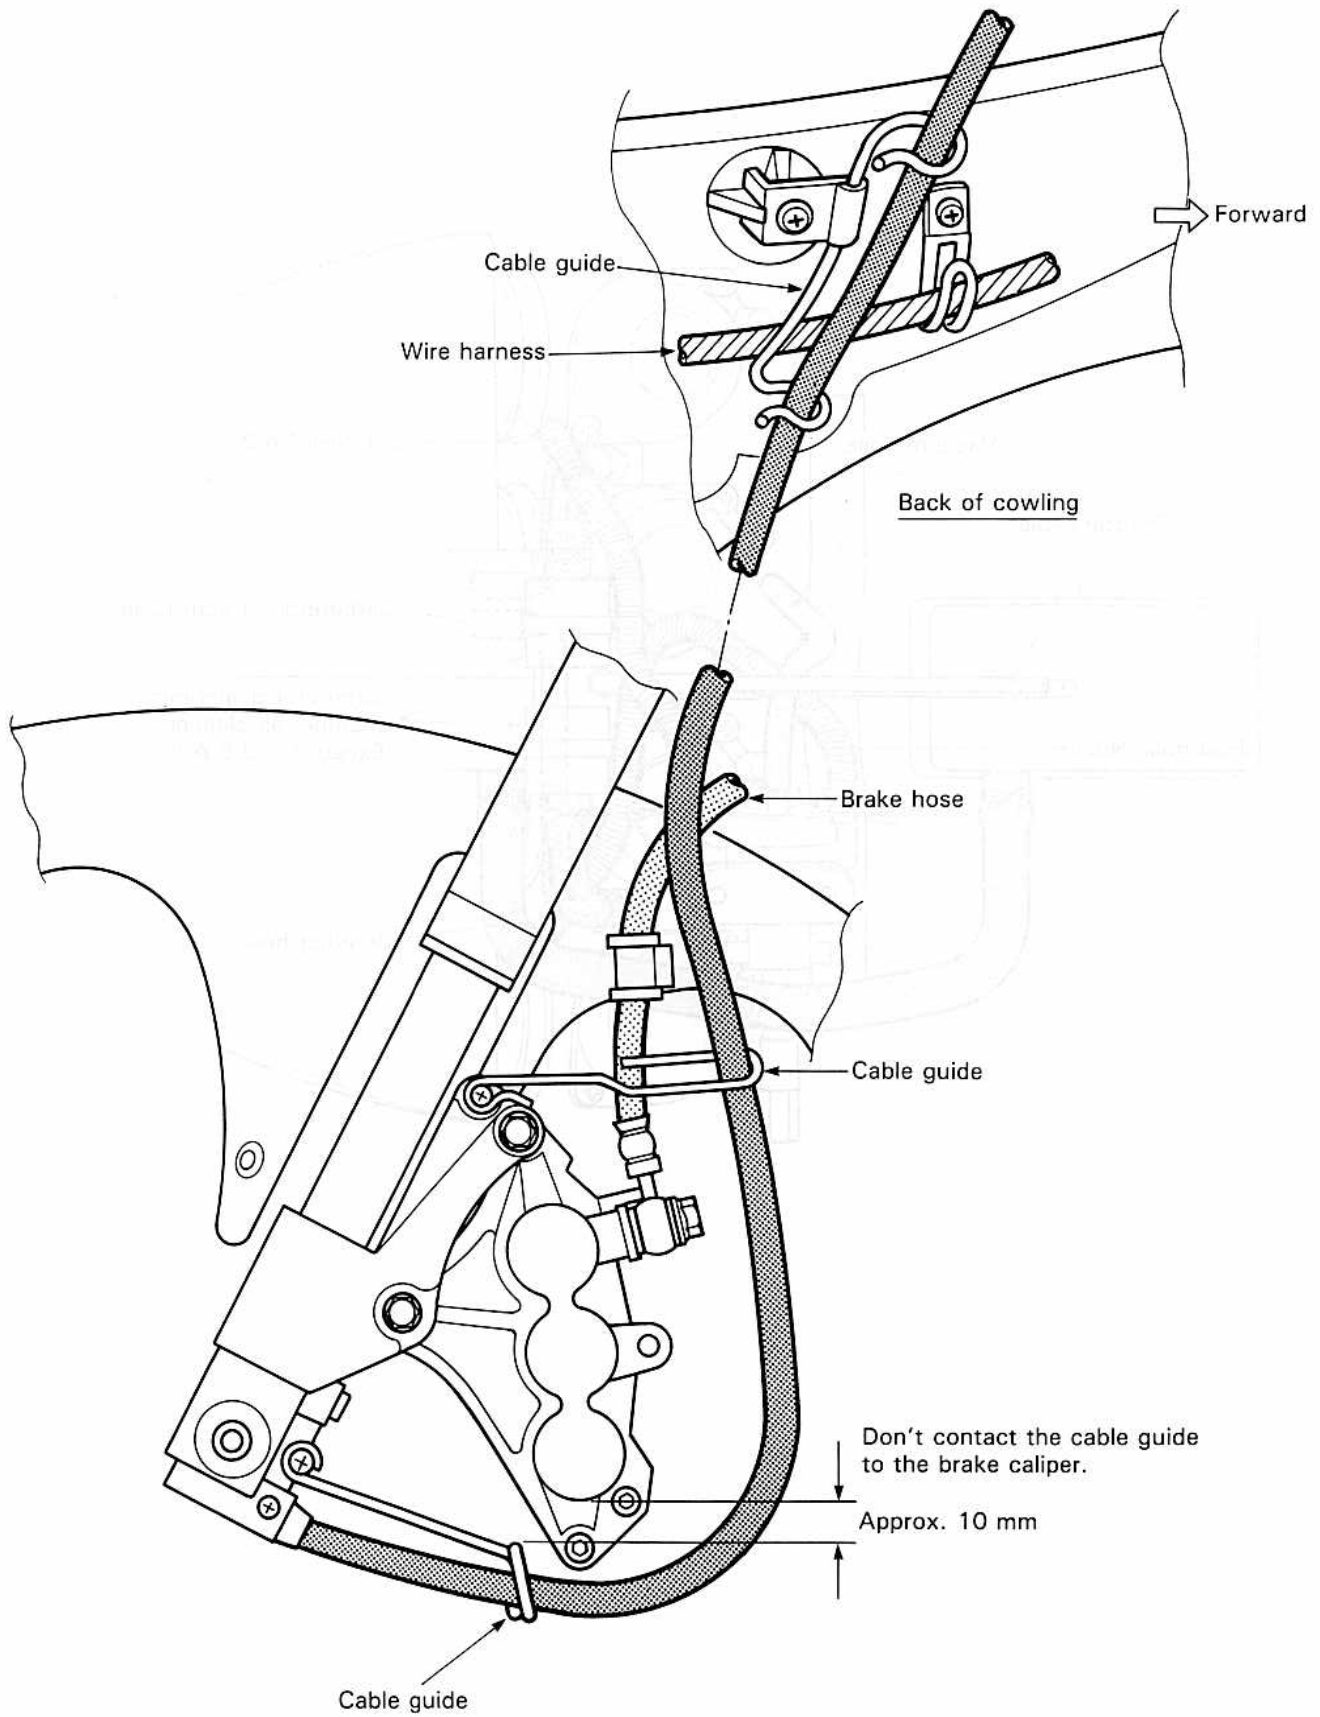 Forward
Cable guide
Wire harness
Back of cowling
Brake hose
Cable guide
Don't contact the cable guide
to the brake caliper.
Approx. 10 mm
Cable guide